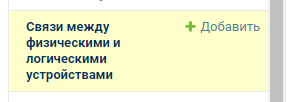 Связи между
физическими и
логическими
устройствами
Добавить